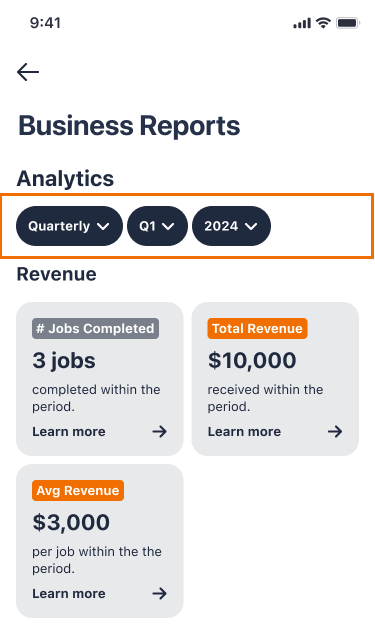 9:41
Business Reports
Analytics
Quarterly Q1 2024
Revenue
# Jobs Completed
3 jobs
completed within the
period.
Learn more
Total Revenue
$10,000
received within the
period.
Learn more
Avg Revenue
$3,000
per job within the the
period.
Learn more